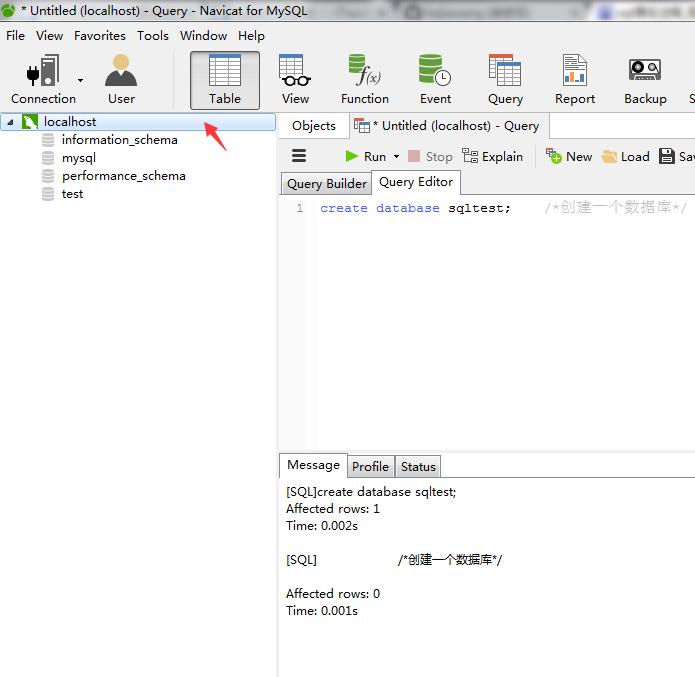 * Untitled (localhost) - Query - Navicat for MySQL
File View Favorites Tools Window Help
Connection User Table View Function Event Query Report Backup S
localhost
information_schema
mysql
performance_schema
test
Objects * Untitled (localhost) - Query
Run Stop Explain New Load Sav
Query Builder Query Editor
1 create database sqltest; /*创建一个数据库*/
Message Profile Status
[SQL]create database sqltest;
Affected rows: 1
Time: 0.002s
[SQL] /*创建一个数据库*/
Affected rows: 0
Time: 0.001s